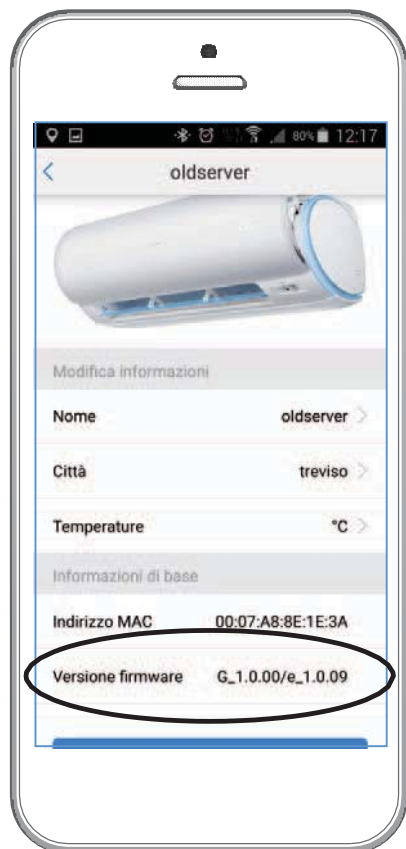 80% 12:17
oldserver
Modifica informazioni
Nome oldserver
Città treviso
Temperature °C
Informazioni di base
Indirizzo MAC 00:07:A8:8E:1E:3A
Versione firmware G_1.0.00/e_1.0.09